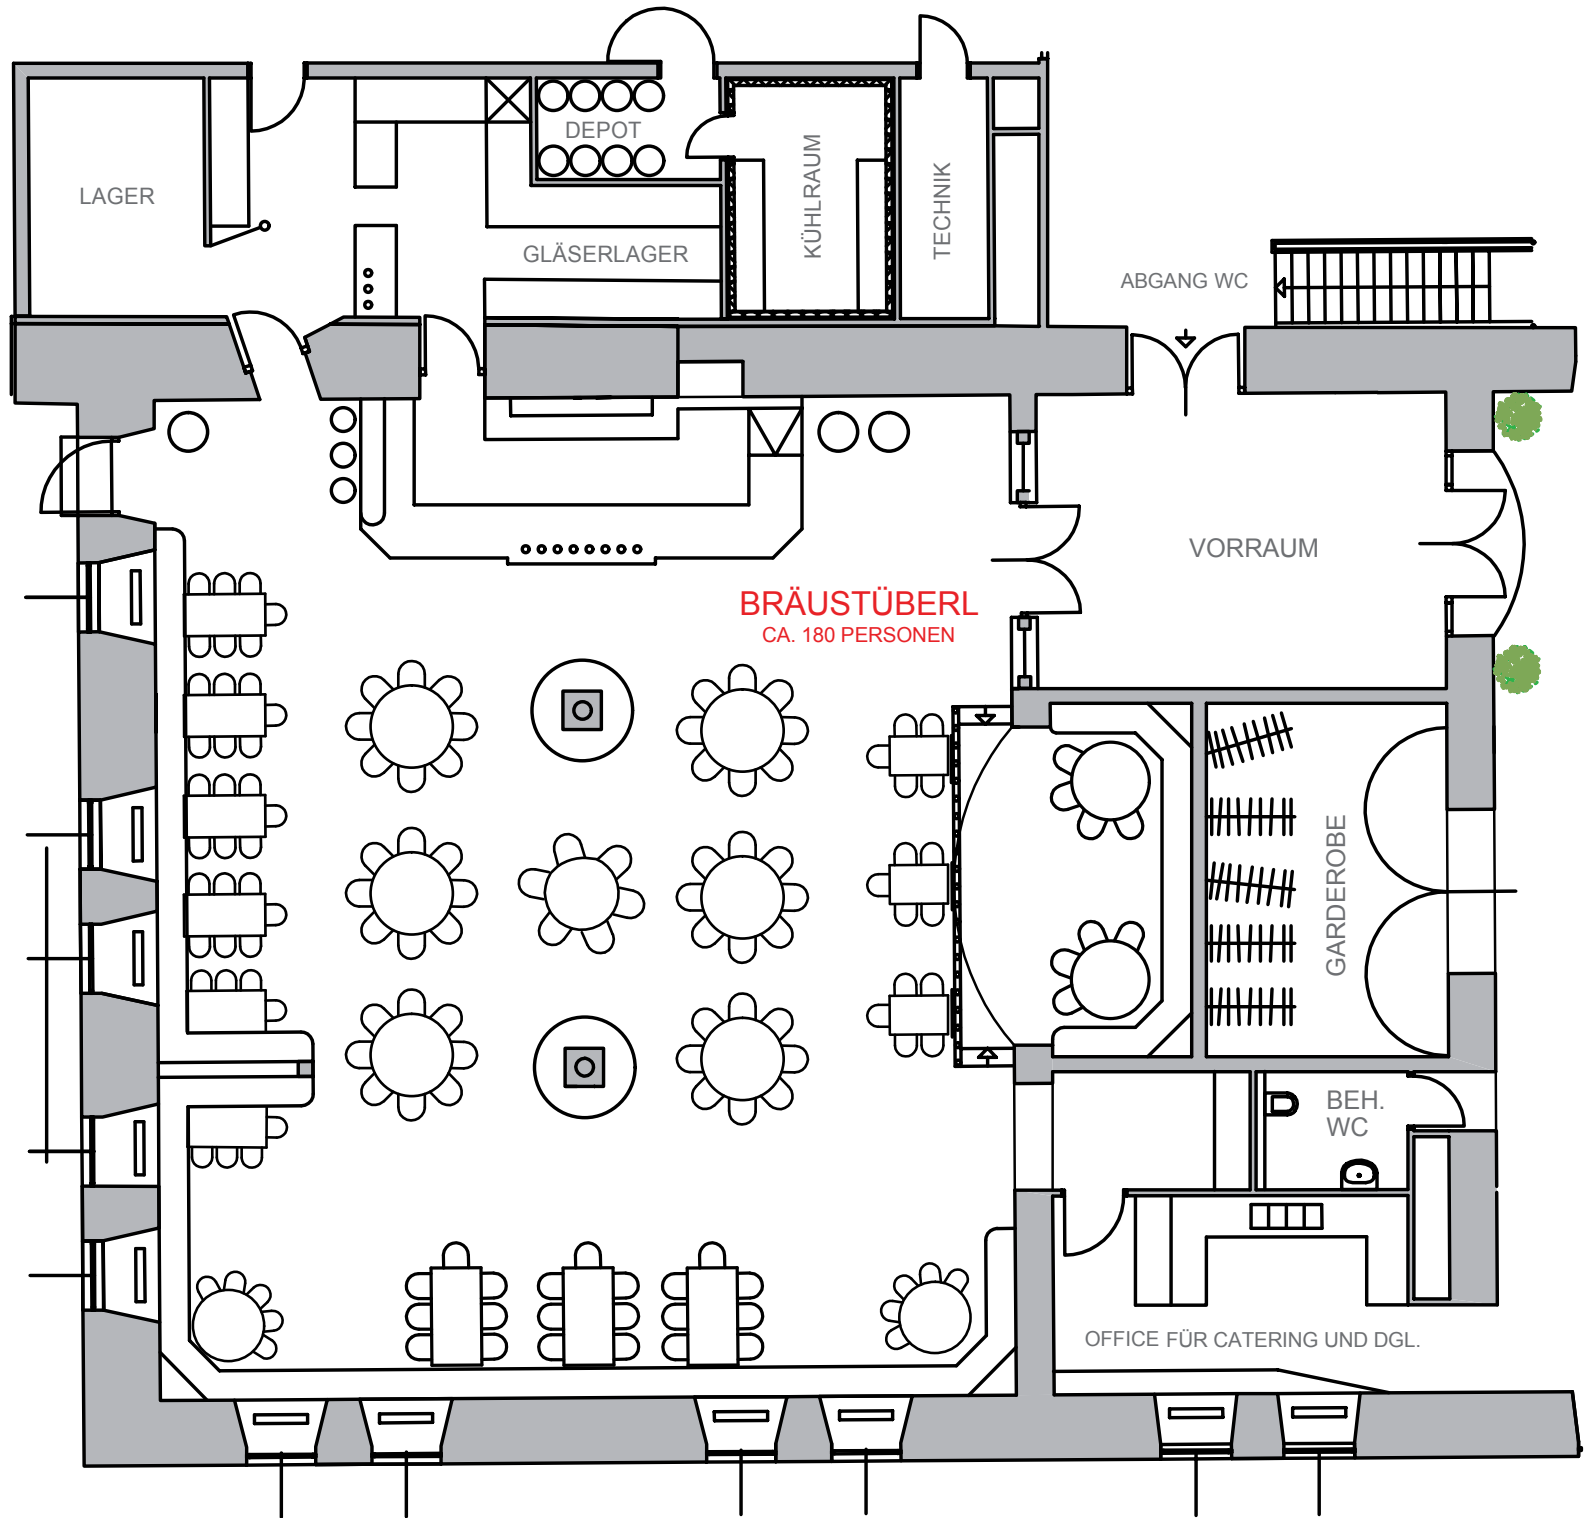 DEPOT
LAGER
KÜHLRAUM
TECHNIK
GLÄSERLAGER
ABGANG WC
VORRAUM
BRÄUSTÜBERL
CA. 180 PERSONEN
GARDEROBE
BEH.
WC
OFFICE FÜR CATERING UND DGL.